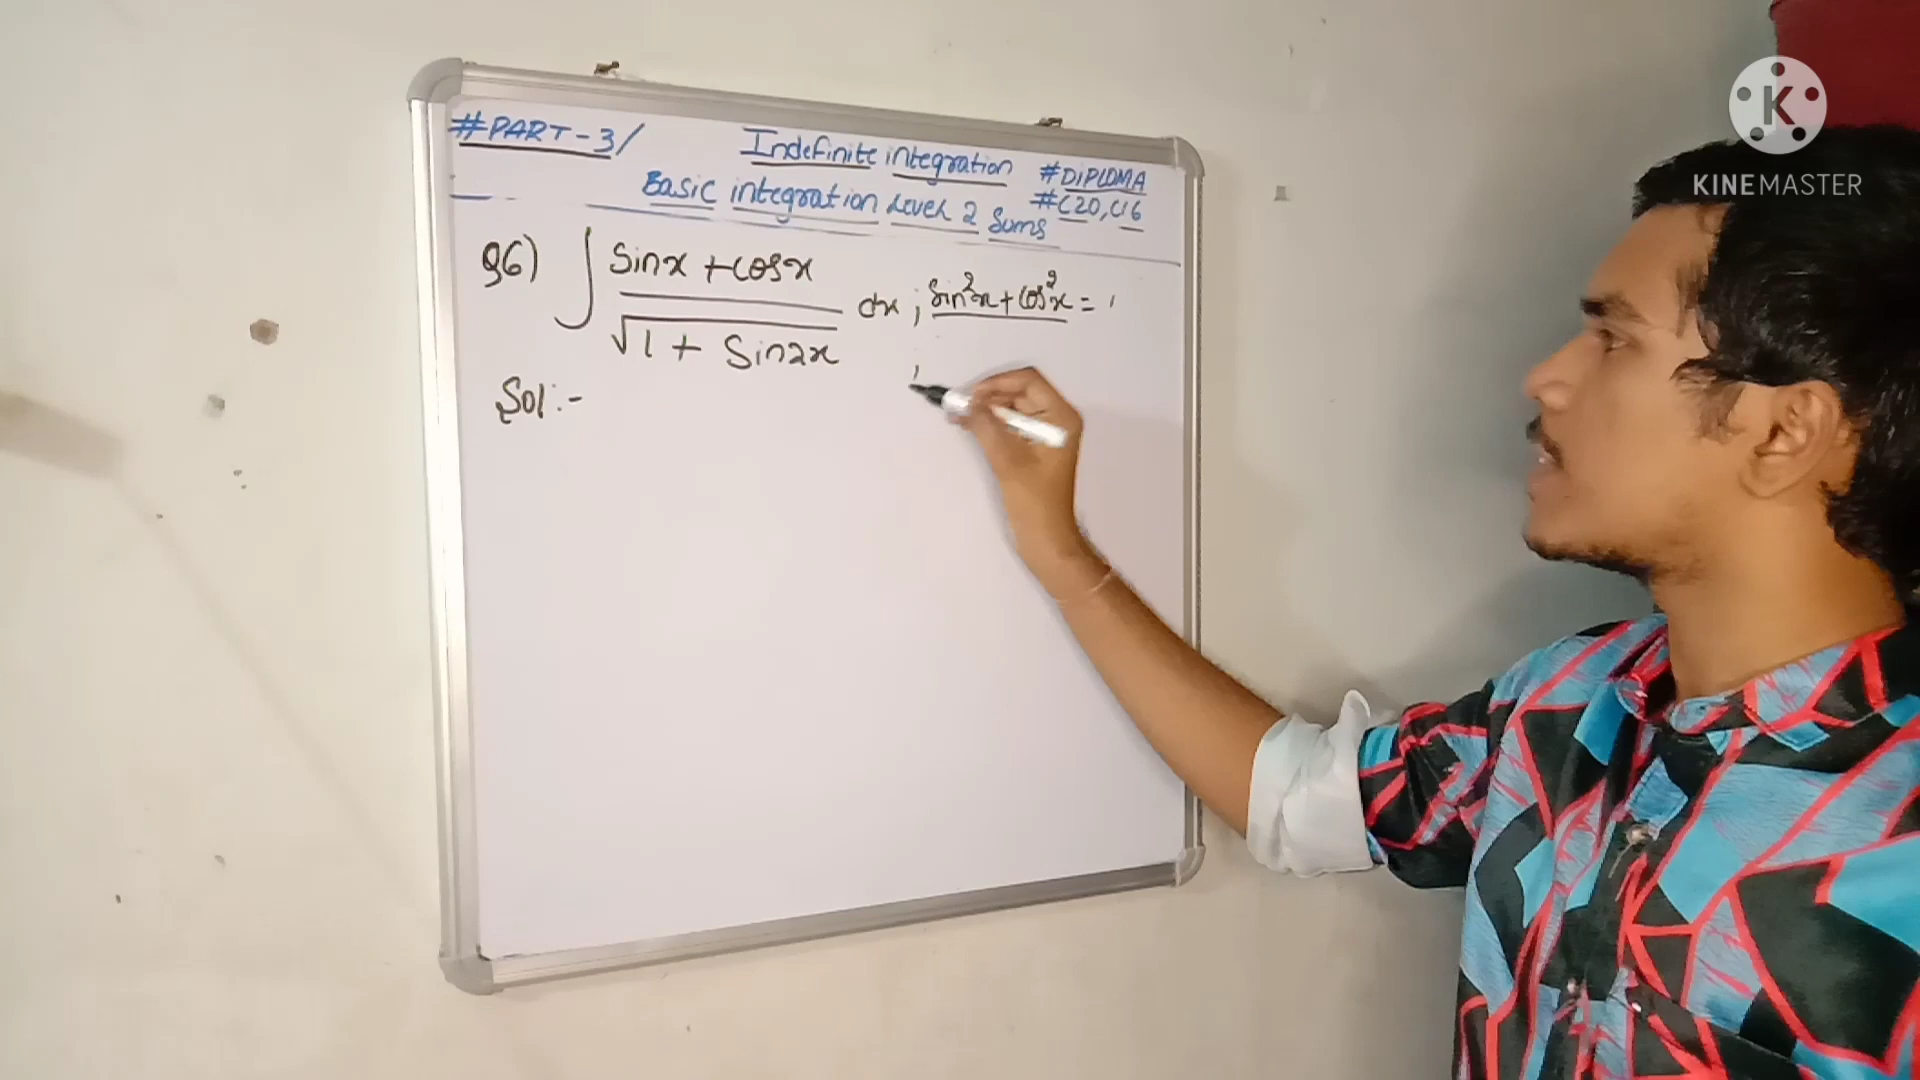 #PART-3/ Indefinite integration #DIPLOMA
Basic integration Level 2 Sums #C20, C16
96) ∫ Sinx + cosx / √1 + Sin2x dx ; Sin²x + cos²x = 1
Sol:-
K
KINEMASTER